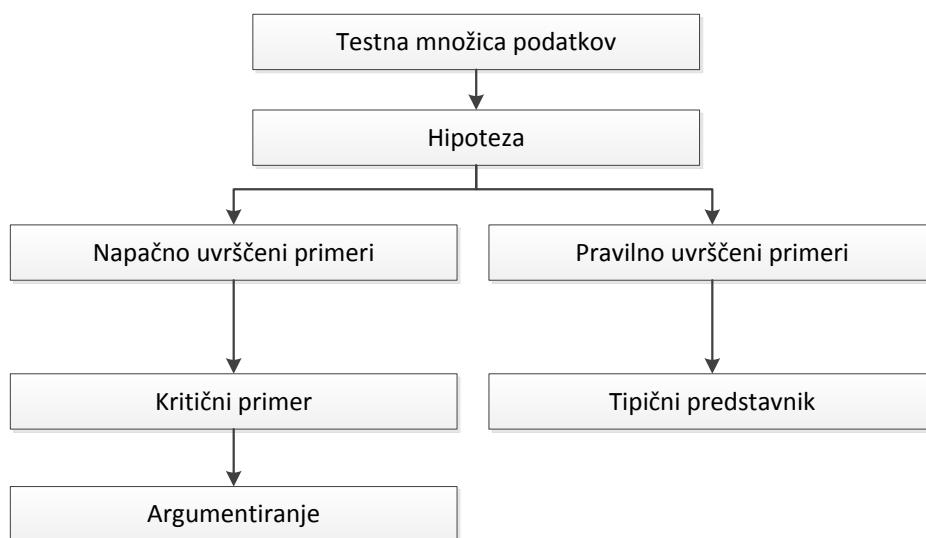 Testna množica podatkov
Hipoteza
Napačno uvrščeni primeri
Pravilno uvrščeni primeri
Kritični primer
Tipični predstavnik
Argumentiranje